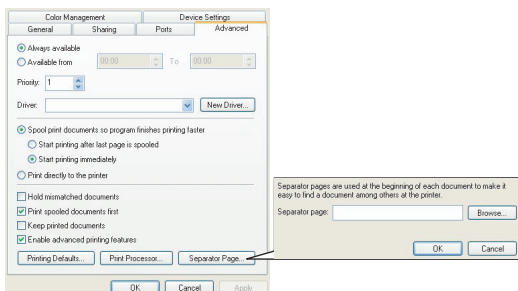 Color Management Device Settings
General Sharing Ports Advanced
Always available
Available from 00:00 To 00:00
Priority: 1
Driver: New Driver...
Spool print documents so program finishes printing faster
Start printing after last page is spooled
Start printing immediately
Print directly to the printer
Hold mismatched documents
Print spooled documents first
Keep printed documents
Enable advanced printing features
Printing Defaults... Print Processor... Separator Page...
OK Cancel Apply
Separator pages are used at the beginning of each document to make it
easy to find a document among others at the printer.
Separator page: Browse...
OK Cancel